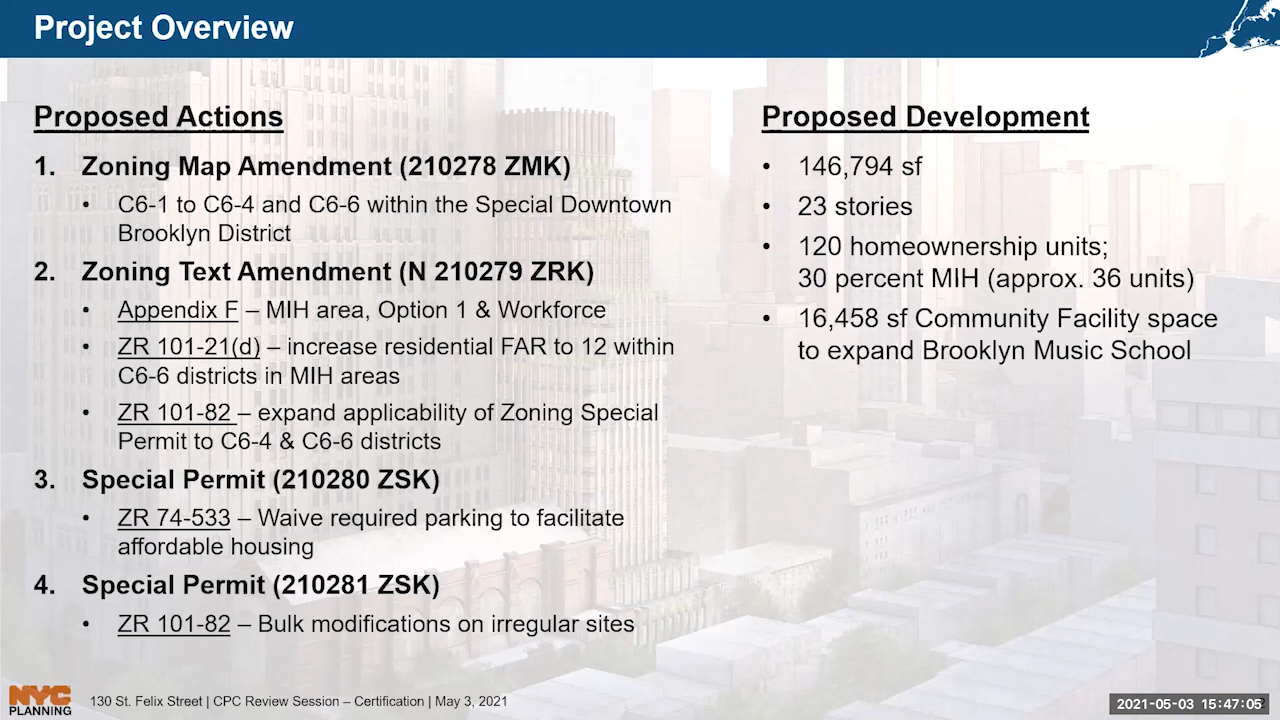 Project Overview
Proposed Actions
1. Zoning Map Amendment (210278 ZMK)
• C6-1 to C6-4 and C6-6 within the Special Downtown
Brooklyn District
2. Zoning Text Amendment (N 210279 ZRK)
• Appendix F – MIH area, Option 1 & Workforce
• ZR 101-21(d) – increase residential FAR to 12 within
C6-6 districts in MIH areas
• ZR 101-82 – expand applicability of Zoning Special
Permit to C6-4 & C6-6 districts
3. Special Permit (210280 ZSK)
• ZR 74-533 – Waive required parking to facilitate
affordable housing
4. Special Permit (210281 ZSK)
• ZR 101-82 – Bulk modifications on irregular sites
Proposed Development
• 146,794 sf
• 23 stories
• 120 homeownership units;
30 percent MIH (approx. 36 units)
• 16,458 sf Community Facility space
to expand Brooklyn Music School
NYC
PLANNING
130 St. Felix Street | CPC Review Session – Certification | May 3, 2021
2021-05-03 15:47:05